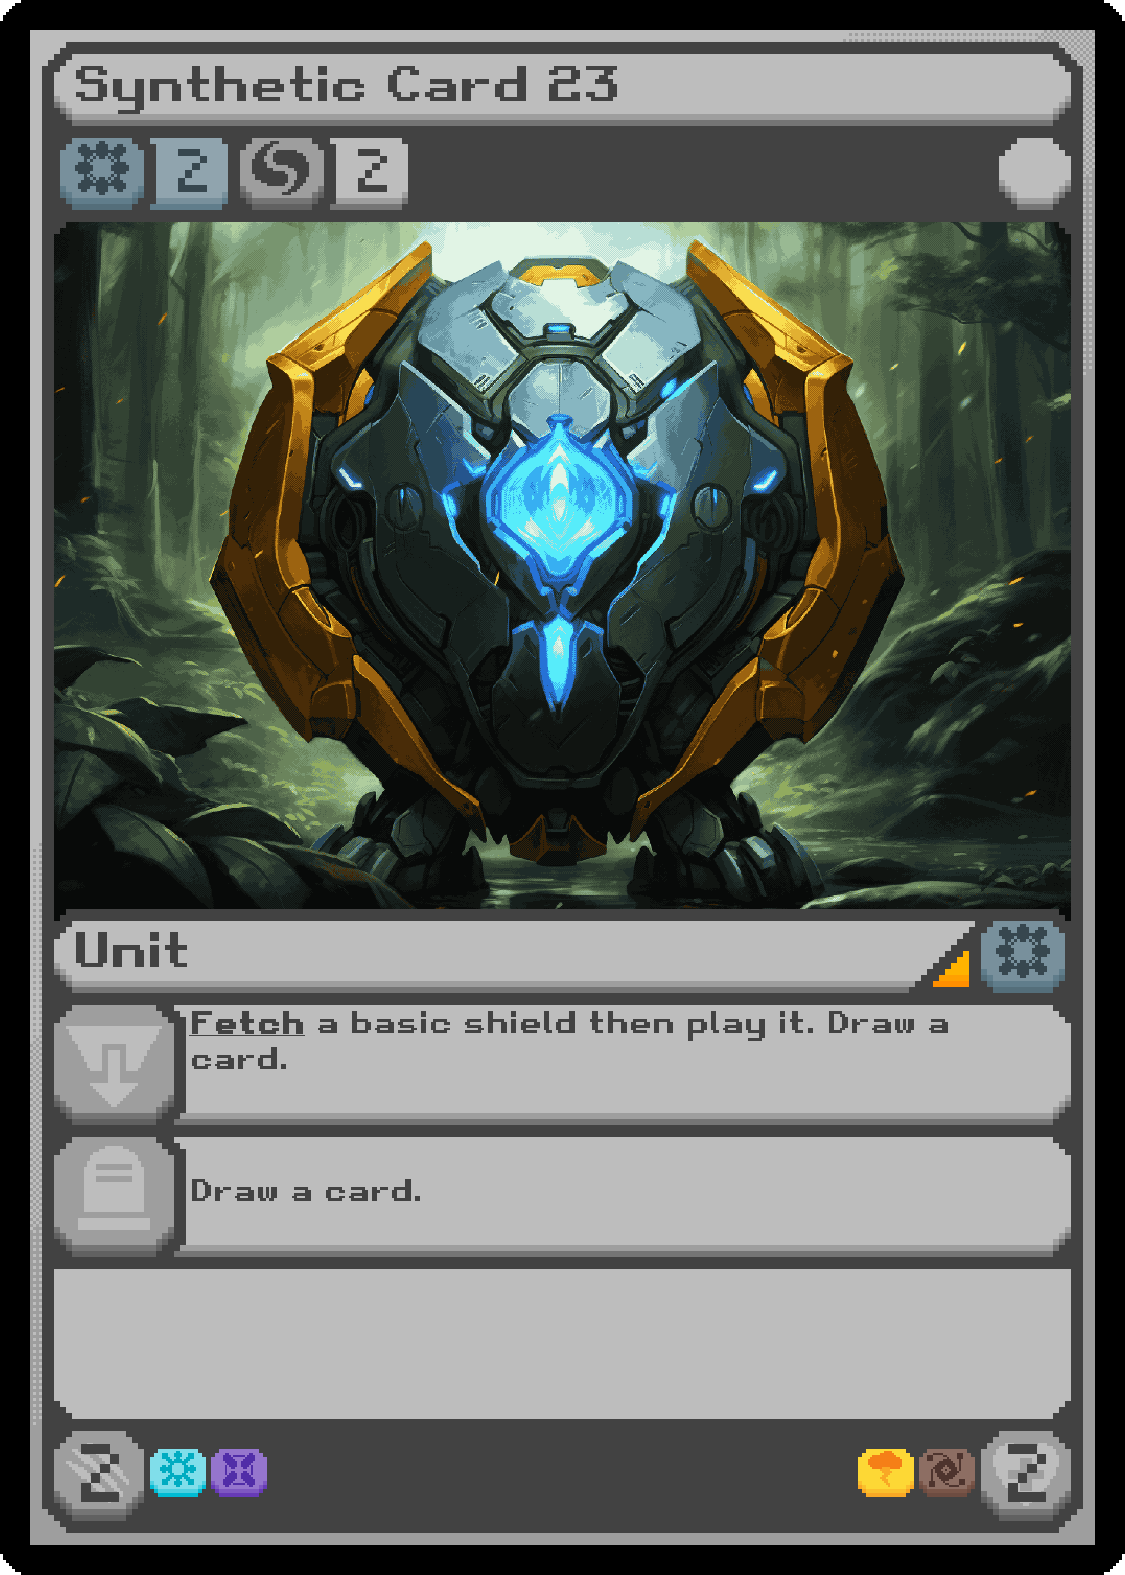 Synthetic Card 23
2 2
Unit
Fetch a basic shield then play it. Draw a
card.
Draw a card.
2 2